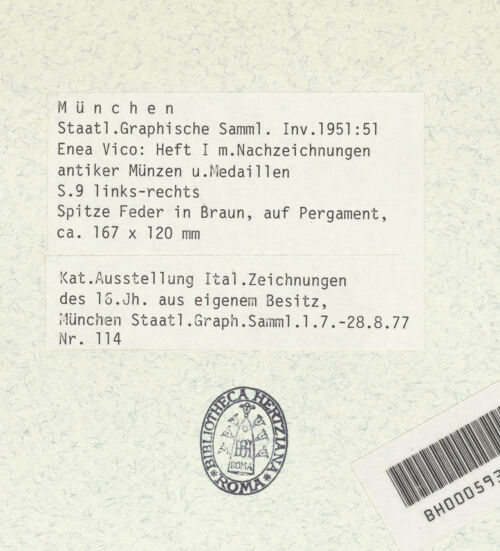 München
Staatl.Graphische Samml. Inv.1951:51
Enea Vico: Heft I m.Nachzeichnungen
antiker Münzen u.Medaillen
S.9 links-rechts
Spitze Feder in Braun, auf Pergament,
ca. 167 x 120 mm
Kat.Ausstellung Ital.Zeichnungen
des 16.Jh. aus eigenem Besitz,
München Staatl.Graph.Samml.1.7.-28.8.77
Nr. 114
BIBLIOTHECA HERTZIANA
ROMA
ROMA